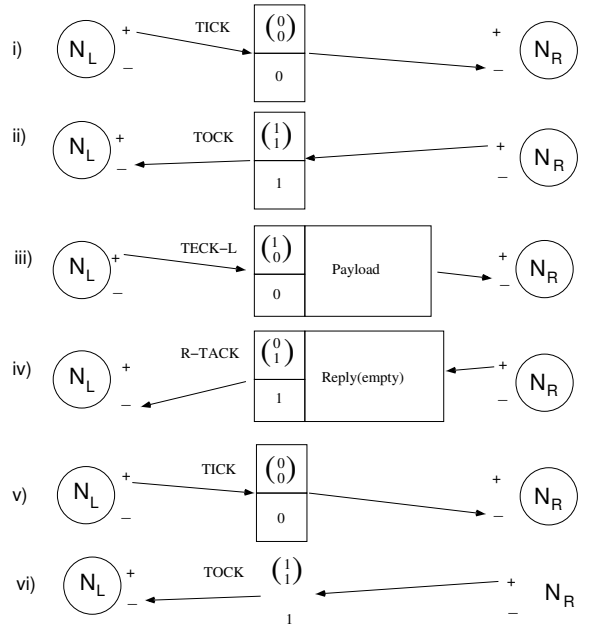 i) N_L + − TICK (0 0) 0 + − N_R
ii) N_L + − TOCK (1 1) 1 + − N_R
iii) N_L + − TECK–L (1 0) 0 Payload + − N_R
iv) N_L + − R–TACK (0 1) 1 Reply(empty) + − N_R
v) N_L + − TICK (0 0) 0 + − N_R
vi) N_L + − TOCK (1 1) 1 + − N_R